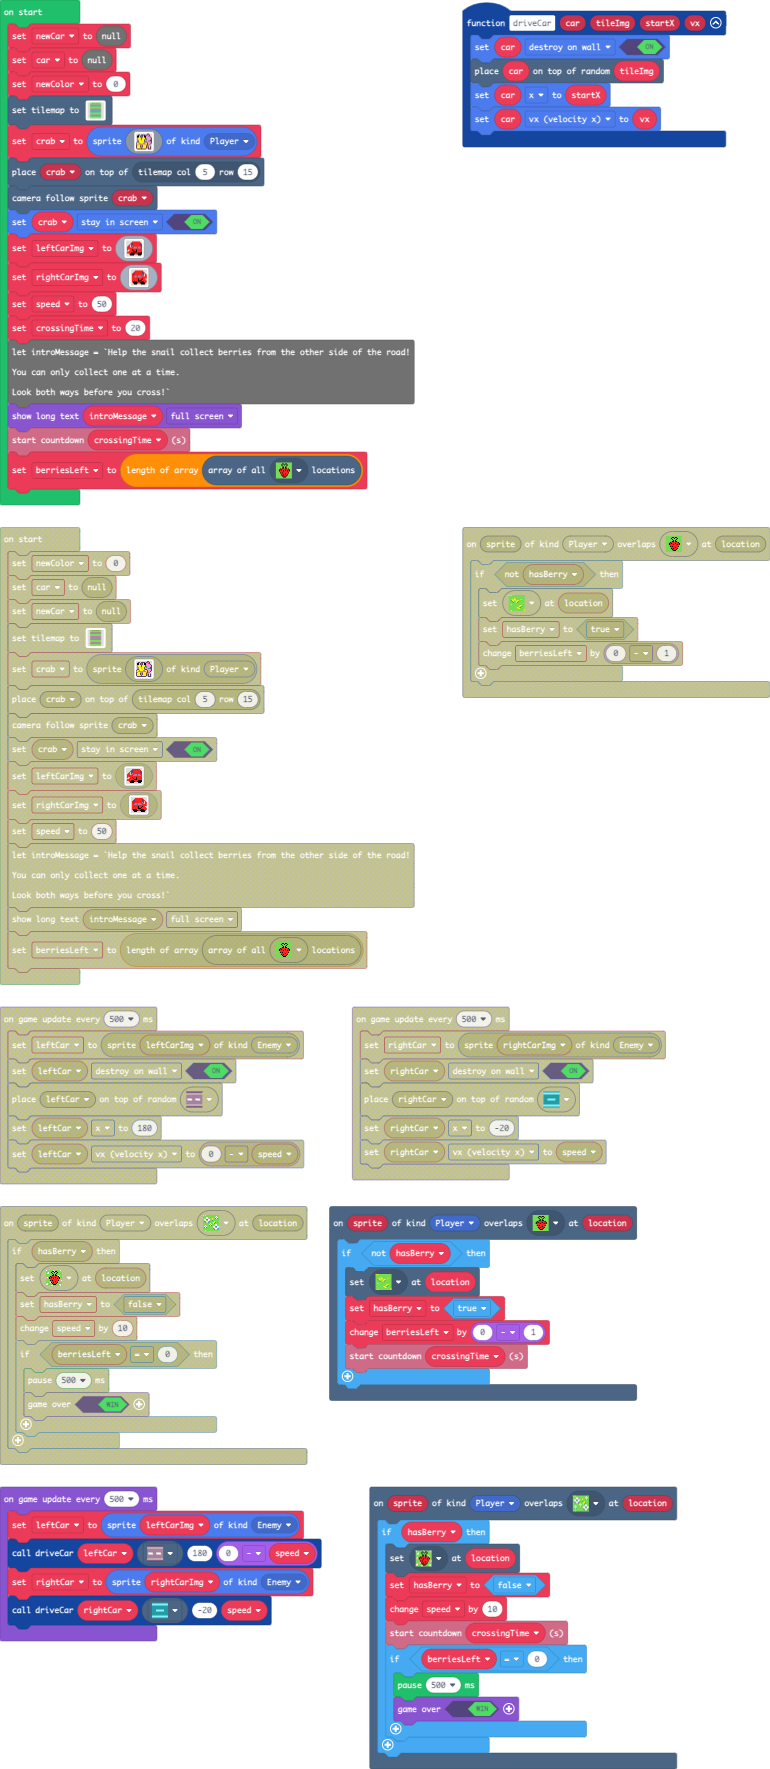 on start
set newCar to null
set car to null
set newColor to 0
set tilemap to
set crab to sprite of kind Player
place crab on top of tilemap col 5 row 15
camera follow sprite crab
set crab stay in screen ON
set leftCarImg to
set rightCarImg to
set speed to 50
set crossingTime to 20
let introMessage = `Help the snail collect berries from the other side of the road!
You can only collect one at a time.
Look both ways before you cross!`
show long text introMessage full screen
start countdown crossingTime (s)
set berriesLeft to length of array array of all locations
function driveCar car tileImg startX vx
set car destroy on wall ON
place car on top of random tileImg
set car x to startX
set car vx (velocity x) to vx
on start
set newColor to 0
set car to null
set newCar to null
set tilemap to
set crab to sprite of kind Player
place crab on top of tilemap col 5 row 15
camera follow sprite crab
set crab stay in screen ON
set leftCarImg to
set rightCarImg to
set speed to 50
let introMessage = `Help the snail collect berries from the other side of the road!
You can only collect one at a time.
Look both ways before you cross!`
show long text introMessage full screen
set berriesLeft to length of array array of all locations
on sprite of kind Player overlaps at location
if not hasBerry then
set at location
set hasBerry to true
change berriesLeft by 0 - 1
on game update every 500 ms
set leftCar to sprite leftCarImg of kind Enemy
set leftCar destroy on wall ON
place leftCar on top of random
set leftCar x to 180
set leftCar vx (velocity x) to 0 - speed
on game update every 500 ms
set rightCar to sprite rightCarImg of kind Enemy
set rightCar destroy on wall ON
place rightCar on top of random
set rightCar x to -20
set rightCar vx (velocity x) to speed
on sprite of kind Player overlaps at location
if hasBerry then
set at location
set hasBerry to false
change speed by 10
if berriesLeft = 0 then
pause 500 ms
game over WIN
on sprite of kind Player overlaps at location
if not hasBerry then
set at location
set hasBerry to true
change berriesLeft by 0 - 1
start countdown crossingTime (s)
on game update every 500 ms
set leftCar to sprite leftCarImg of kind Enemy
call driveCar leftCar 180 0 - speed
set rightCar to sprite rightCarImg of kind Enemy
call driveCar rightCar -20 speed
on sprite of kind Player overlaps at location
if hasBerry then
set at location
set hasBerry to false
change speed by 10
start countdown crossingTime (s)
if berriesLeft = 0 then
pause 500 ms
game over WIN